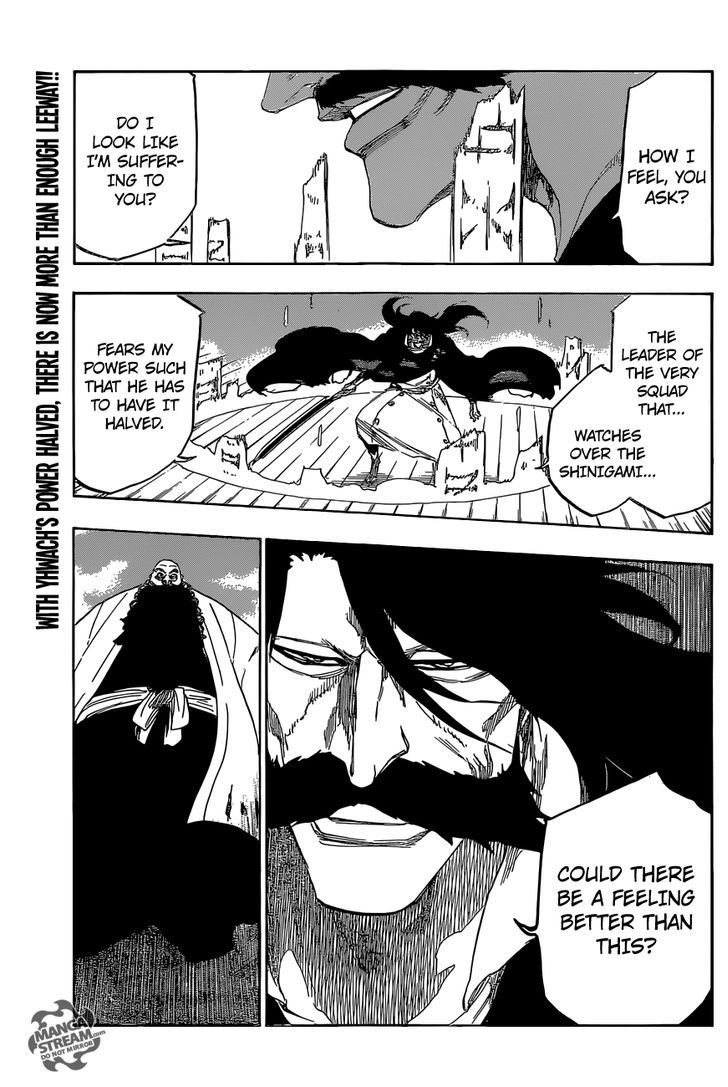 WITH YHWACH'S POWER HALVED, THERE IS NOW MORE THAN ENOUGH LEEWAY!!
HOW I
FEEL, YOU
ASK?
DO I
LOOK LIKE
I'M SUFFER-
ING TO
YOU?
THE
LEADER OF
THE VERY
SQUAD
THAT...
WATCHES
OVER THE
SHINIGAMI...
FEARS MY
POWER SUCH
THAT HE HAS
TO HAVE IT
HALVED.
COULD THERE
BE A FEELING
BETTER THAN
THIS?
MANGA
STREAM.com
DO NOT MIRROR